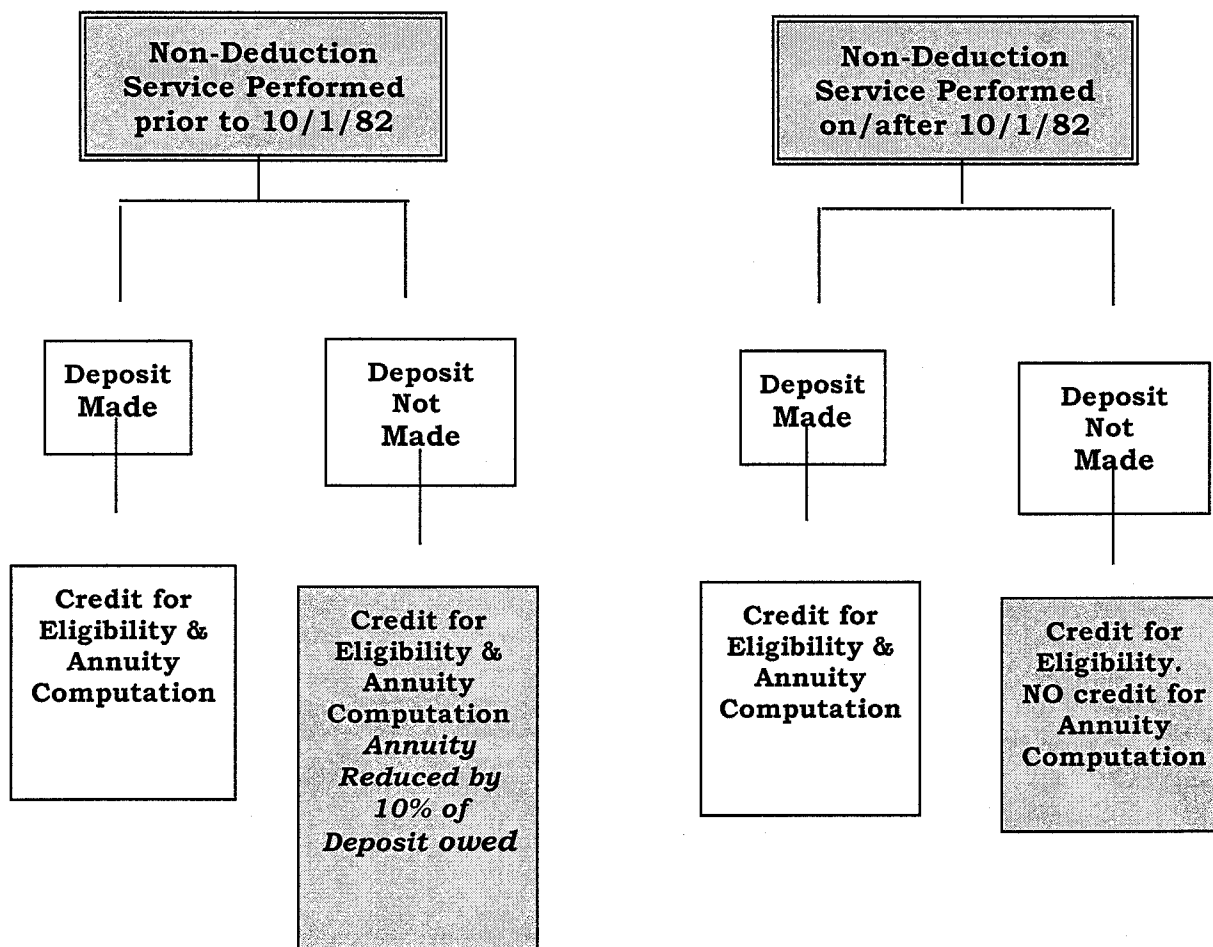 Non-Deduction
Service Performed
prior to 10/1/82
Non-Deduction
Service Performed
on/after 10/1/82
Deposit
Made
Deposit
Not
Made
Deposit
Made
Deposit
Not
Made
Credit for
Eligibility &
Annuity
Computation
Credit for
Eligibility &
Annuity
Computation
Annuity
Reduced by
10% of
Deposit owed
Credit for
Eligibility &
Annuity
Computation
Credit for
Eligibility.
NO credit for
Annuity
Computation